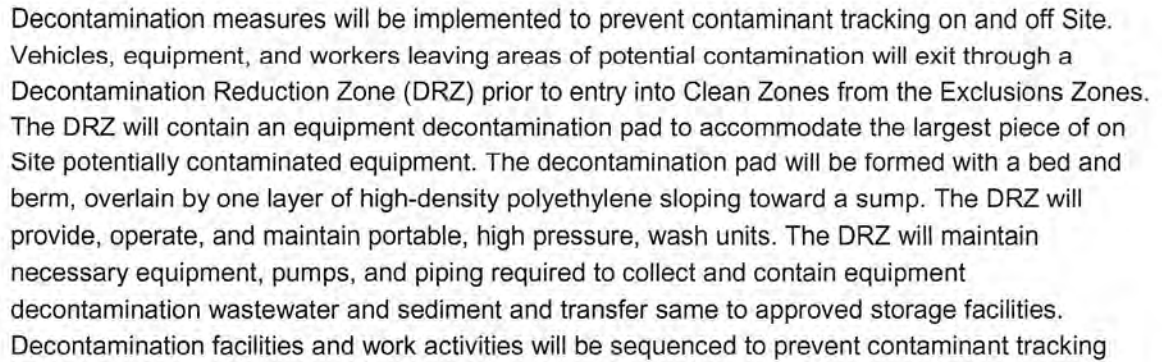 Decontamination measures will be implemented to prevent contaminant tracking on and off Site.
Vehicles, equipment, and workers leaving areas of potential contamination will exit through a
Decontamination Reduction Zone (DRZ) prior to entry into Clean Zones from the Exclusions Zones.
The DRZ will contain an equipment decontamination pad to accommodate the largest piece of on
Site potentially contaminated equipment. The decontamination pad will be formed with a bed and
berm, overlain by one layer of high-density polyethylene sloping toward a sump. The DRZ will
provide, operate, and maintain portable, high pressure, wash units. The DRZ will maintain
necessary equipment, pumps, and piping required to collect and contain equipment
decontamination wastewater and sediment and transfer same to approved storage facilities.
Decontamination facilities and work activities will be sequenced to prevent contaminant tracking